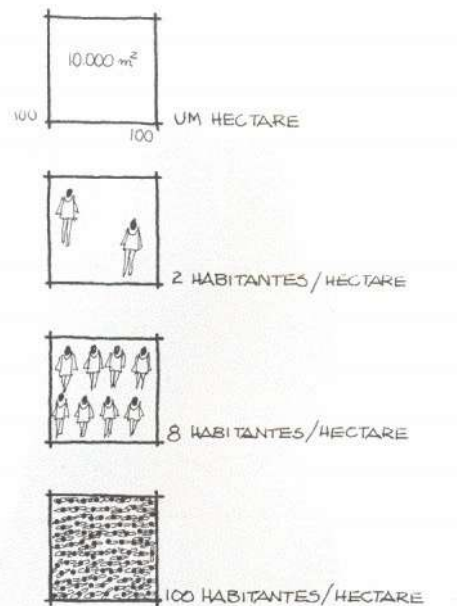 10.000 m²
100
100
UM HECTARE
2 HABITANTES/HECTARE
8 HABITANTES/HECTARE
100 HABITANTES/HECTARE